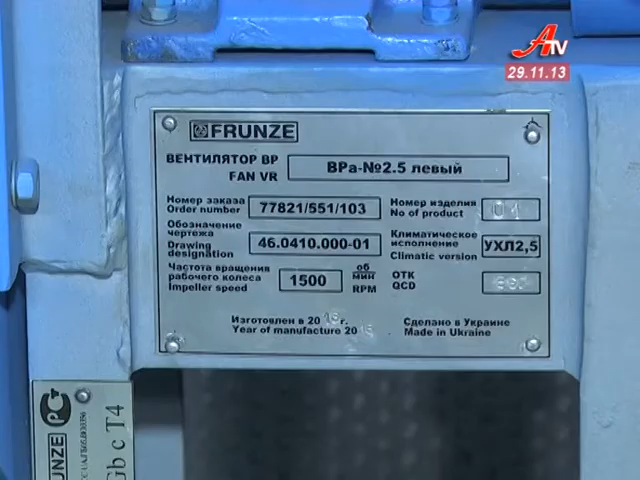 ATV
29.11.13
FRUNZE
ВЕНТИЛЯТОР ВР
FAN VR
ВРа-№2.5 левый
Номер заказа
Order number
77821/551/103
Номер изделия
No of product
01
Обозначение
чертежа
Drawing
designation
46.0410.000-01
Климатическое
исполнение
Climatic version
УХЛ2,5
Частота вращения
рабочего колеса
Impeller speed
1500
об
мин
RPM
ОТК
QCD
Изготовлен в 20 г.
Year of manufacture 20
Сделано в Украине
Made in Ukraine
Gb c T4